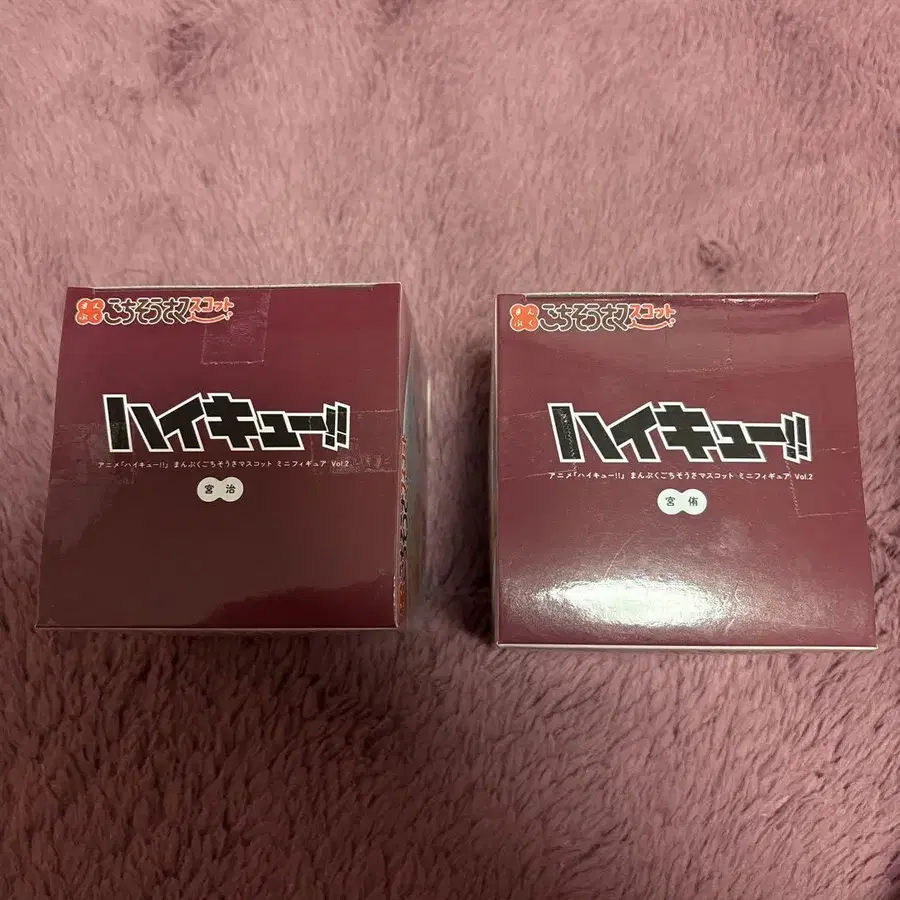 まんぷく ごちそうさマスコット
ハイキュー!!
アニメ「ハイキュー!!」 まんぷくごちそうさマスコット ミニフィギュア Vol.2
宮 治
まんぷく ごちそうさマスコット
ハイキュー!!
アニメ「ハイキュー!!」 まんぷくごちそうさマスコット ミニフィギュア Vol.2
宮 侑